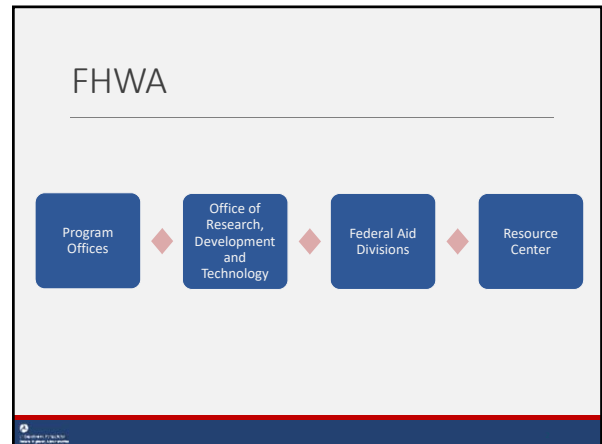 FHWA
Program
Offices
Office of
Research,
Development
and
Technology
Federal Aid
Divisions
Resource
Center